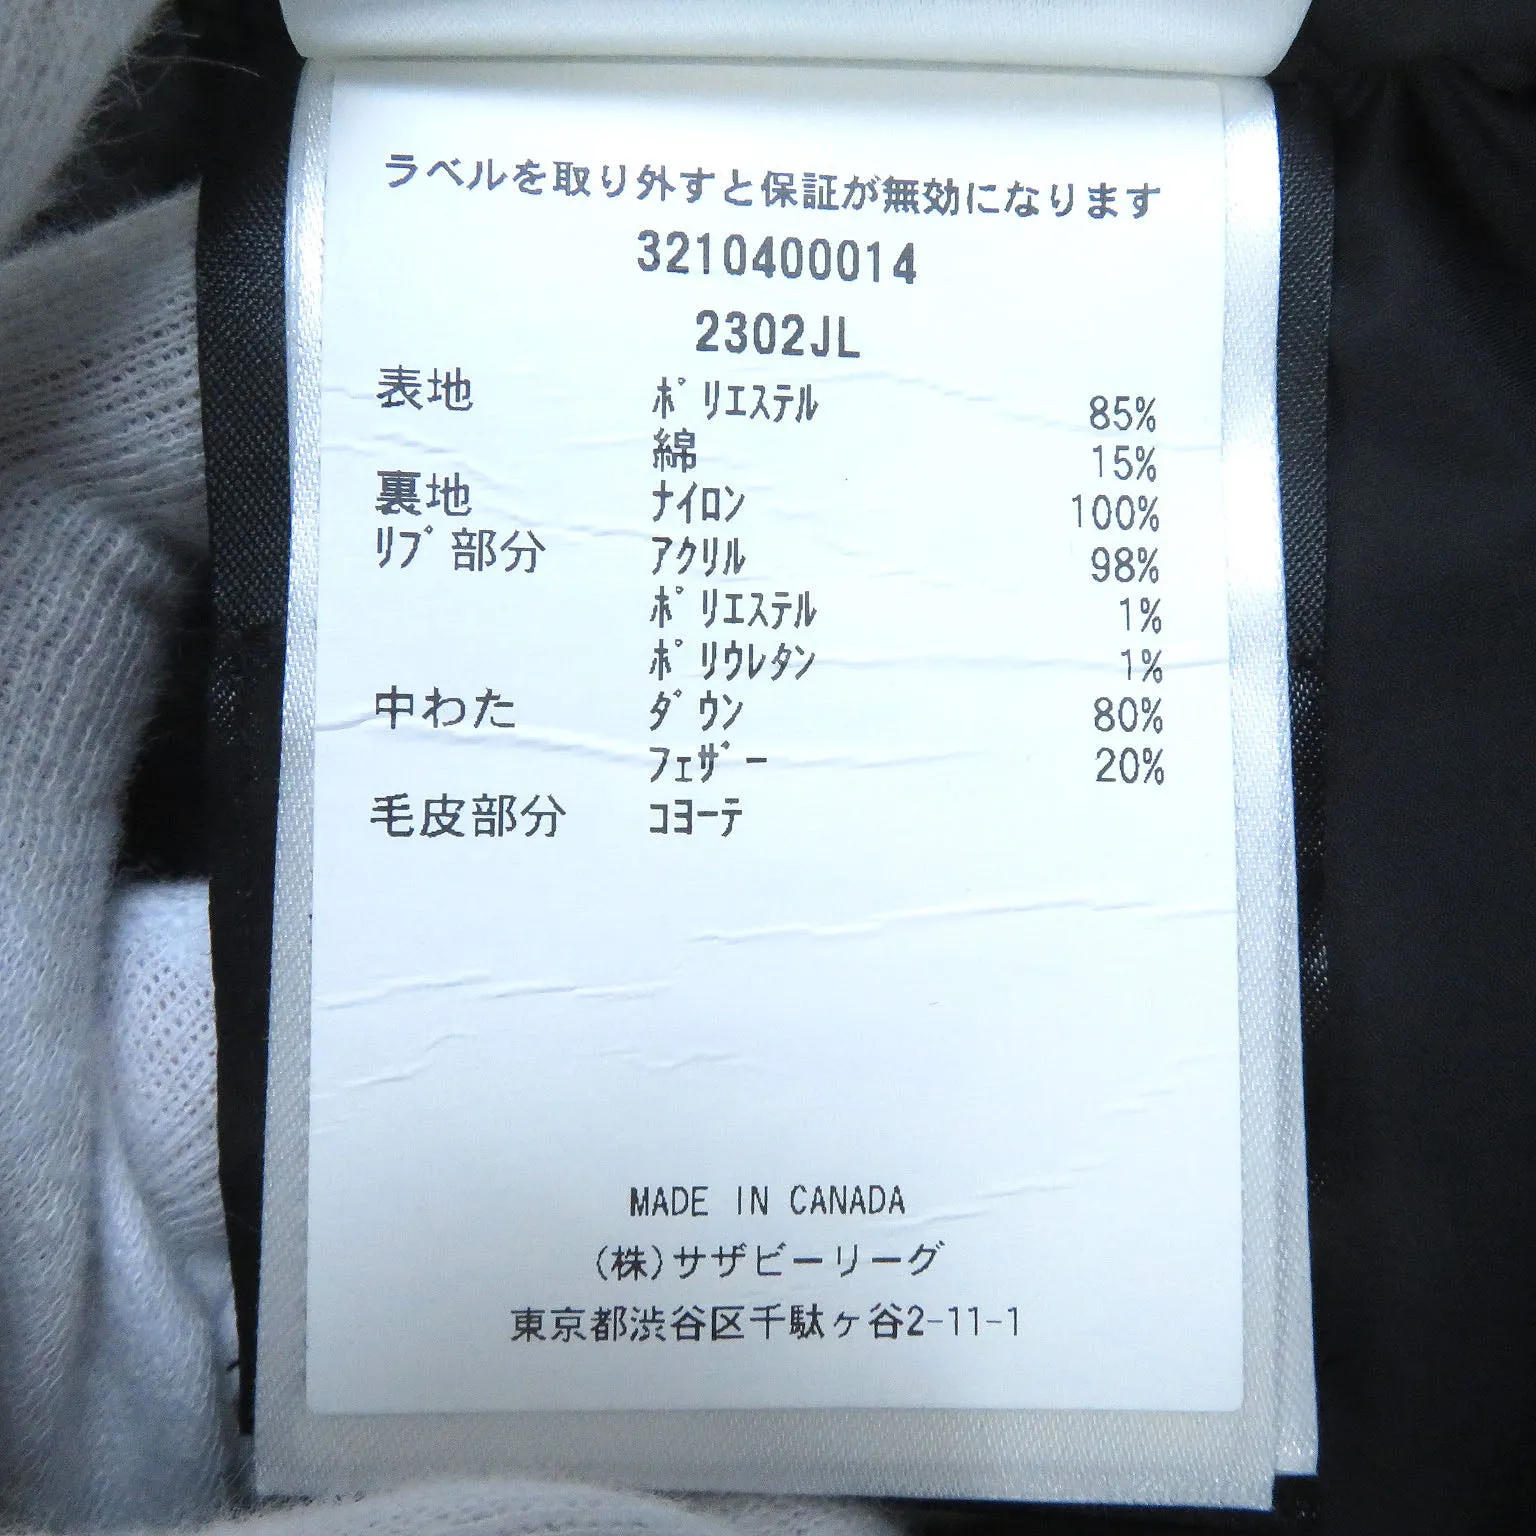 ラベルを取り外すと保証が無効になります
3210400014
2302JL
表地 ﾎﾟﾘｴｽﾃﾙ 85%
綿 15%
裏地 ﾅｲﾛﾝ 100%
ﾘﾌﾞ部分 ｱｸﾘﾙ 98%
ﾎﾟﾘｴｽﾃﾙ 1%
ﾎﾟﾘｳﾚﾀﾝ 1%
中わた ﾀﾞｳﾝ 80%
ﾌｪｻﾞｰ 20%
毛皮部分 ｺﾖｰﾃ
MADE IN CANADA
(株)サザビーリーグ
東京都渋谷区千駄ヶ谷2-11-1